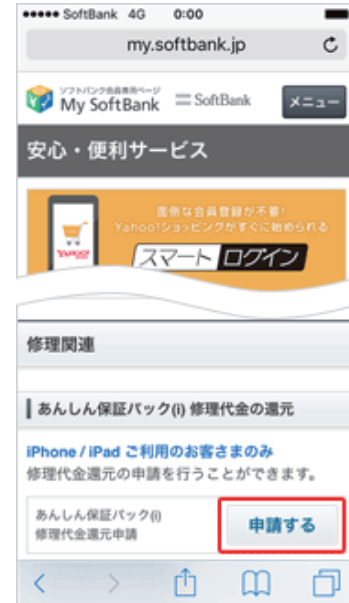 SoftBank 4G 0:00
my.softbank.jp
ソフトバンク会員専用ページ
My SoftBank SoftBank メニュー
安心・便利サービス
面倒な会員登録が不要!
Yahoo!ショッピングがすぐに始められる
YAHOO!
スマートログイン
修理関連
あんしん保証パック(i) 修理代金の還元
iPhone / iPad ご利用のお客さまのみ
修理代金還元の申請を行うことができます。
あんしん保証パック(i)
修理代金還元申請
申請する